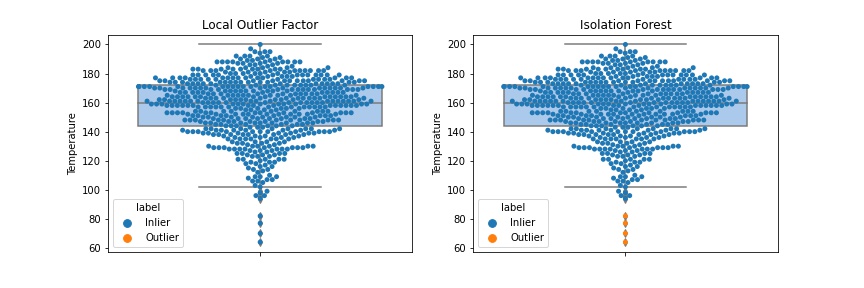 Local Outlier Factor
Temperature
200
180
160
140
120
100
80
60
label
Inlier
Outlier
Isolation Forest
Temperature
200
180
160
140
120
100
80
60
label
Inlier
Outlier